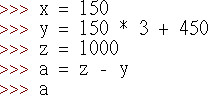 >>> x = 150
>>> y = 150 * 3 + 450
>>> z = 1000
>>> a = z - y
>>> a